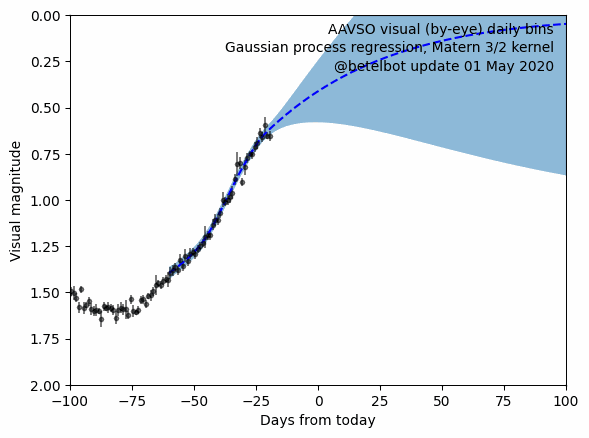 AAVSO visual (by-eye) daily bins
Gaussian process regression, Matern 3/2 kernel
@betelbot update 01 May 2020
Visual magnitude
0.00
0.25
0.50
0.75
1.00
1.25
1.50
1.75
2.00
−100 −75 −50 −25 0 25 50 75 100
Days from today